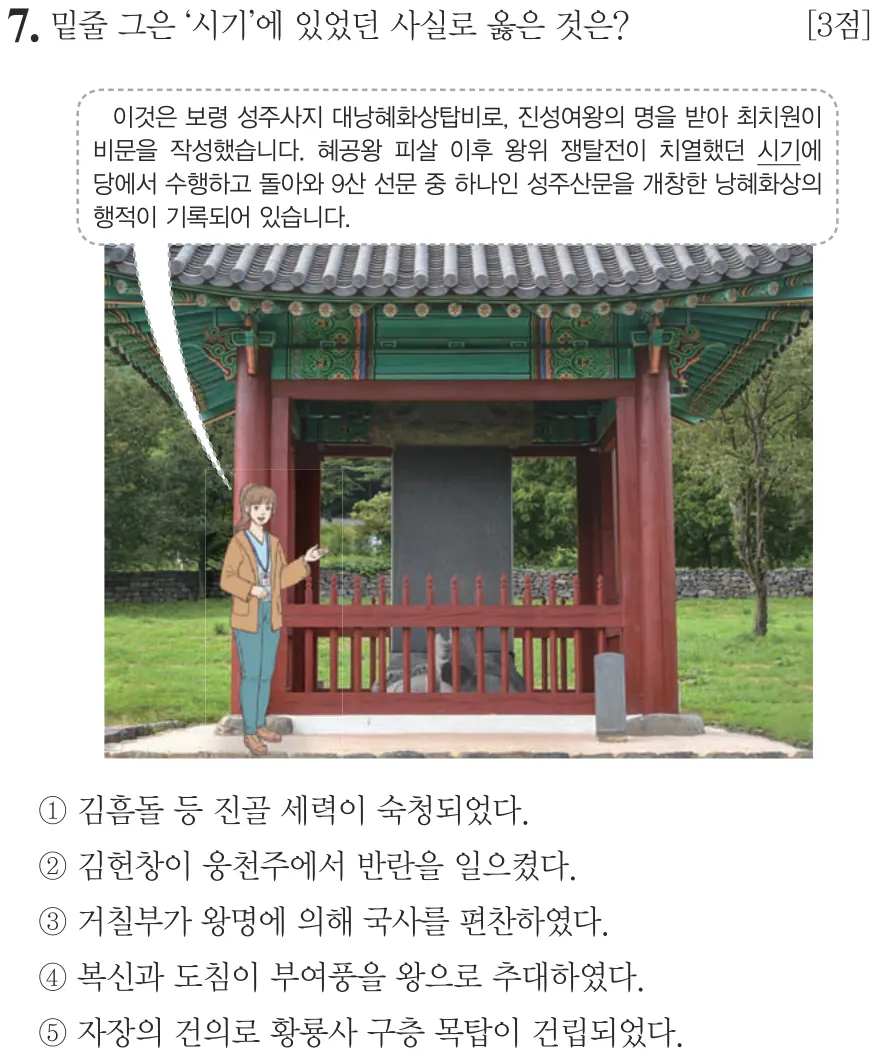 7. 밑줄 그은 ‘시기’에 있었던 사실로 옳은 것은? [3점]
이것은 보령 성주사지 대낭혜화상탑비로, 진성여왕의 명을 받아 최치원이
비문을 작성했습니다. 혜공왕 피살 이후 왕위 쟁탈전이 치열했던 시기에
당에서 수행하고 돌아와 9산 선문 중 하나인 성주산문을 개창한 낭혜화상의
행적이 기록되어 있습니다.
① 김흠돌 등 진골 세력이 숙청되었다.
② 김헌창이 웅천주에서 반란을 일으켰다.
③ 거칠부가 왕명에 의해 국사를 편찬하였다.
④ 복신과 도침이 부여풍을 왕으로 추대하였다.
⑤ 자장의 건의로 황룡사 구층 목탑이 건립되었다.